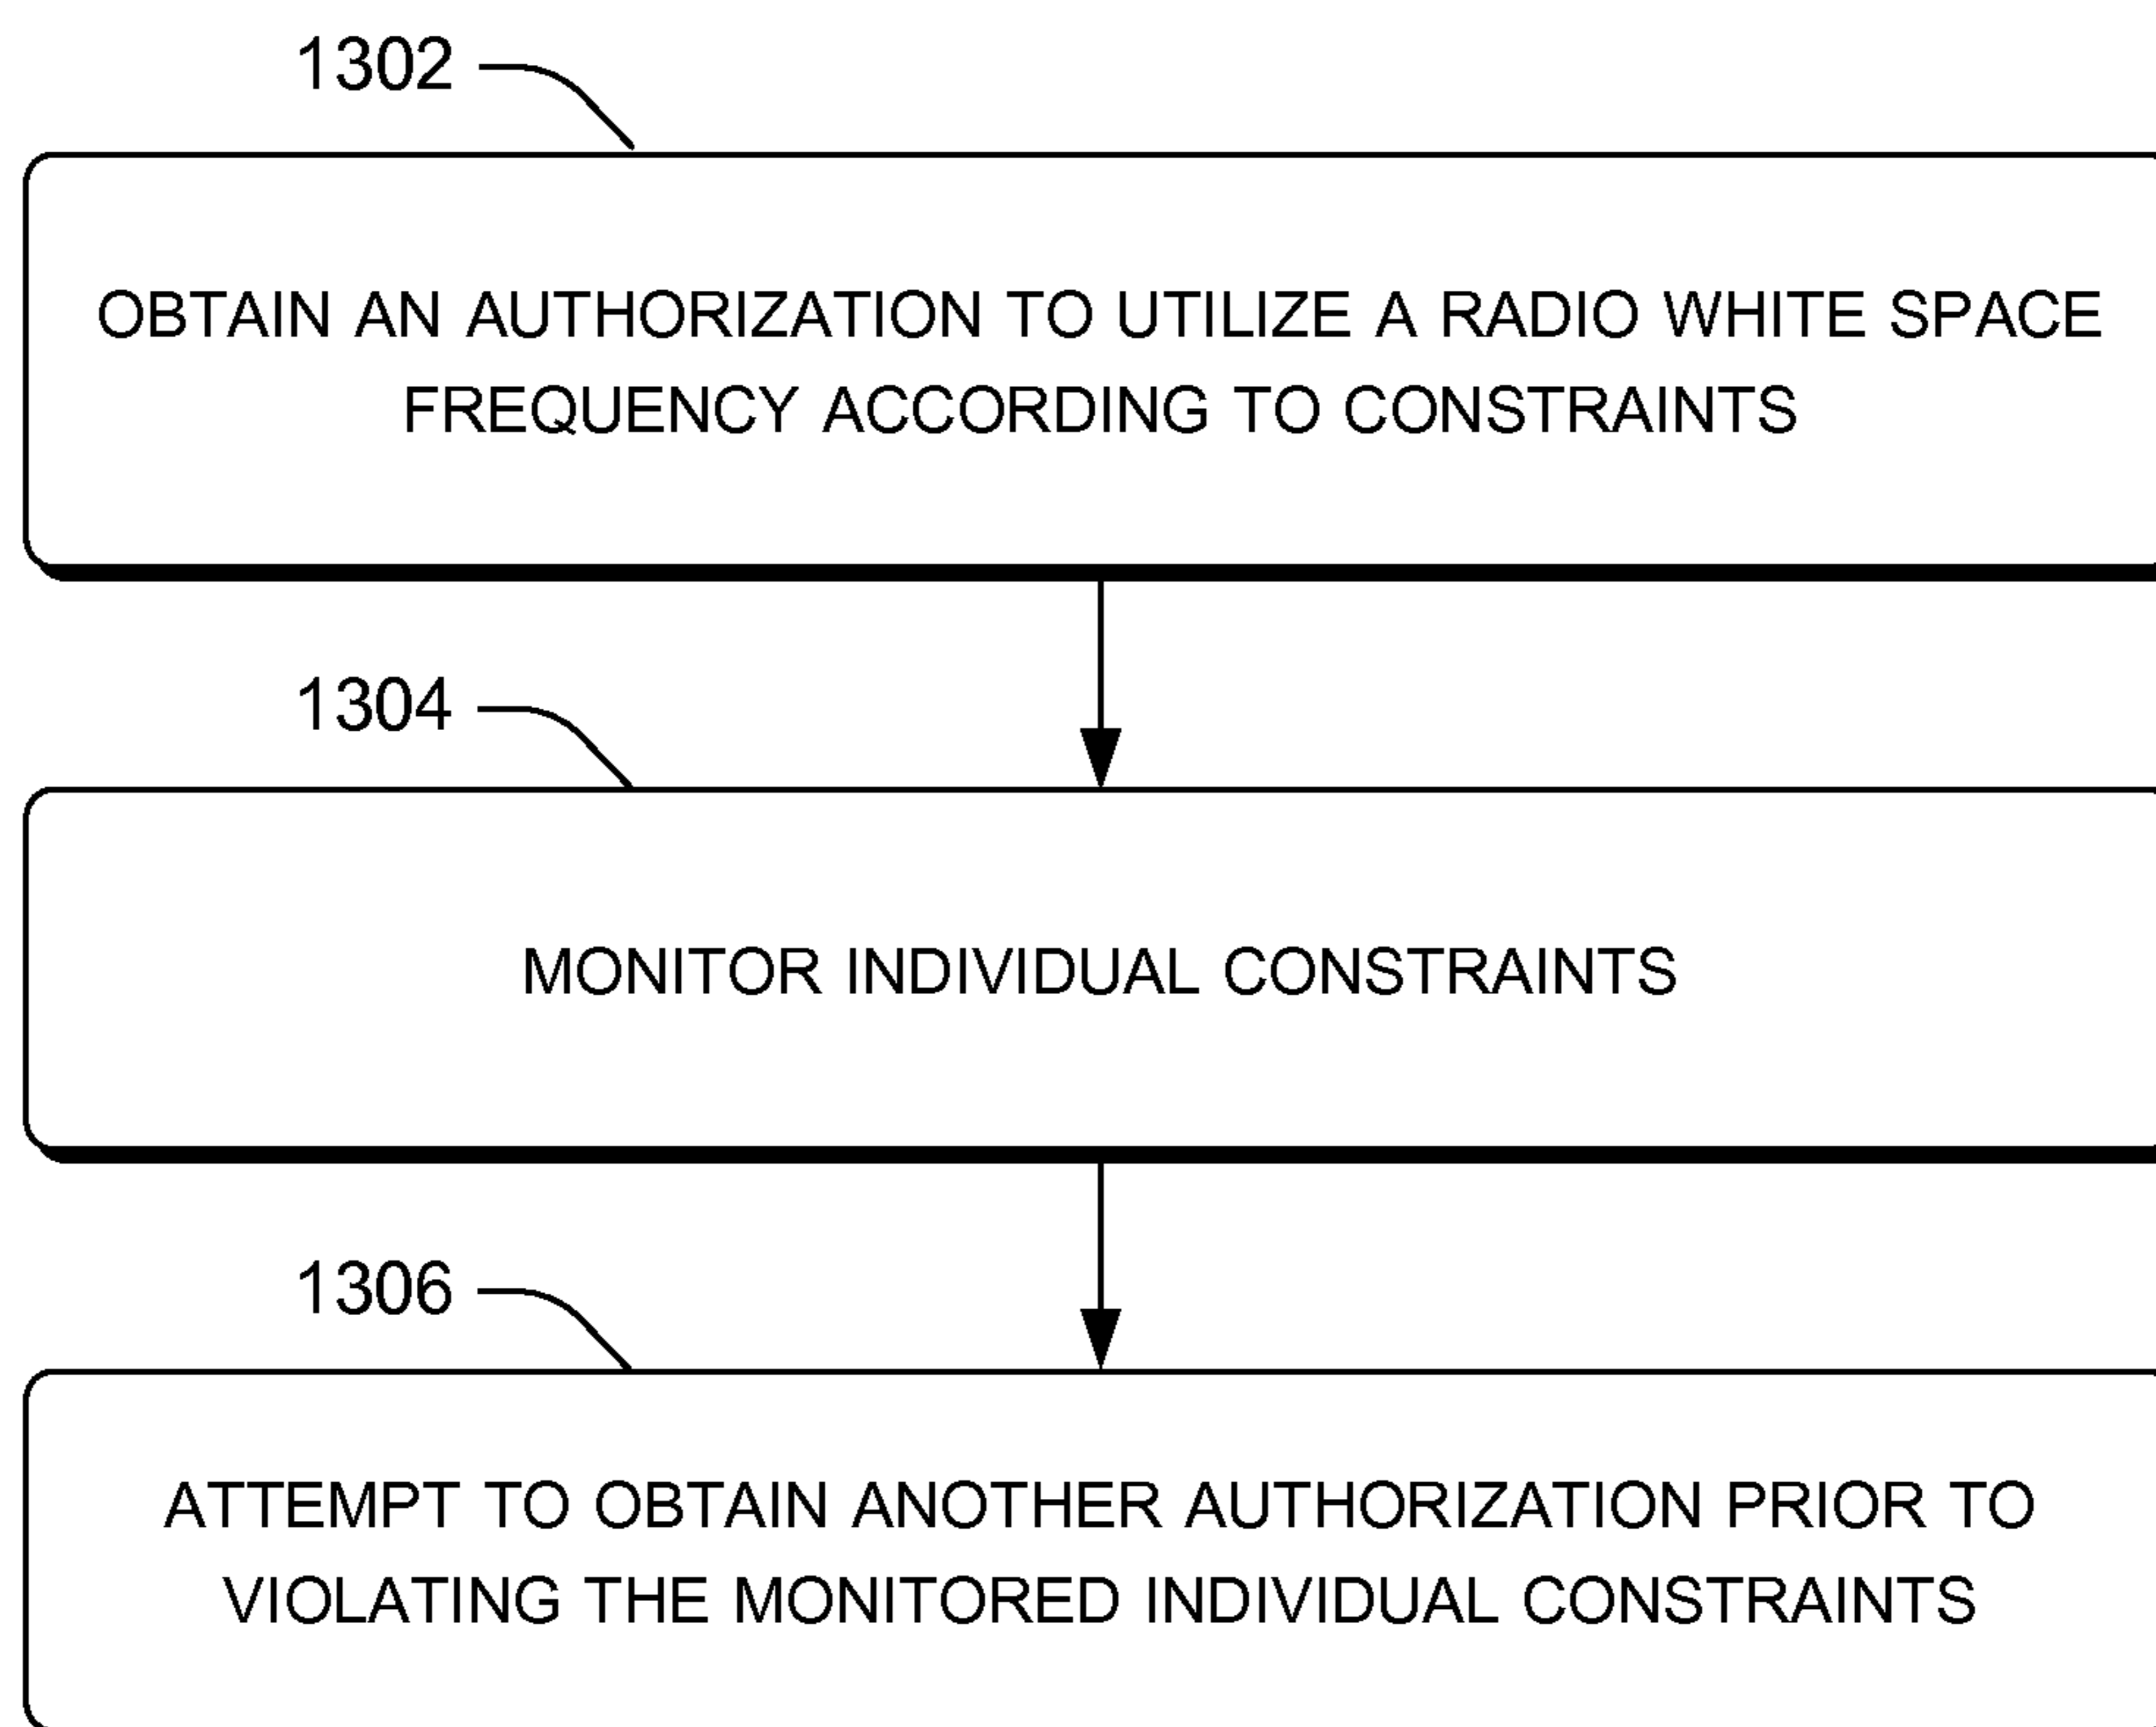 1302
OBTAIN AN AUTHORIZATION TO UTILIZE A RADIO WHITE SPACE
FREQUENCY ACCORDING TO CONSTRAINTS
1304
MONITOR INDIVIDUAL CONSTRAINTS
1306
ATTEMPT TO OBTAIN ANOTHER AUTHORIZATION PRIOR TO
VIOLATING THE MONITORED INDIVIDUAL CONSTRAINTS